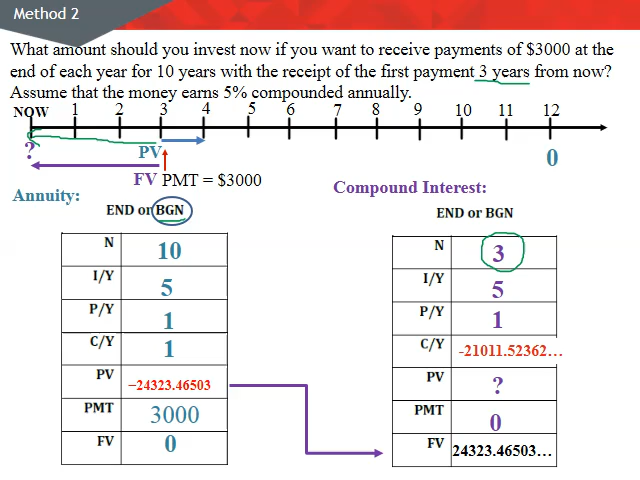 Method 2
What amount should you invest now if you want to receive payments of $3000 at the
end of each year for 10 years with the receipt of the first payment 3 years from now?
Assume that the money earns 5% compounded annually.
NOW 1 2 3 4 5 6 7 8 9 10 11 12
? PV 0
FV PMT = $3000
Annuity: Compound Interest:
END or BGN END or BGN
N 10 N 3
I/Y 5 I/Y 5
P/Y 1 P/Y 1
C/Y 1 C/Y -21011.52362…
PV −24323.46503 PV ?
PMT 3000 PMT 0
FV 0 FV 24323.46503…